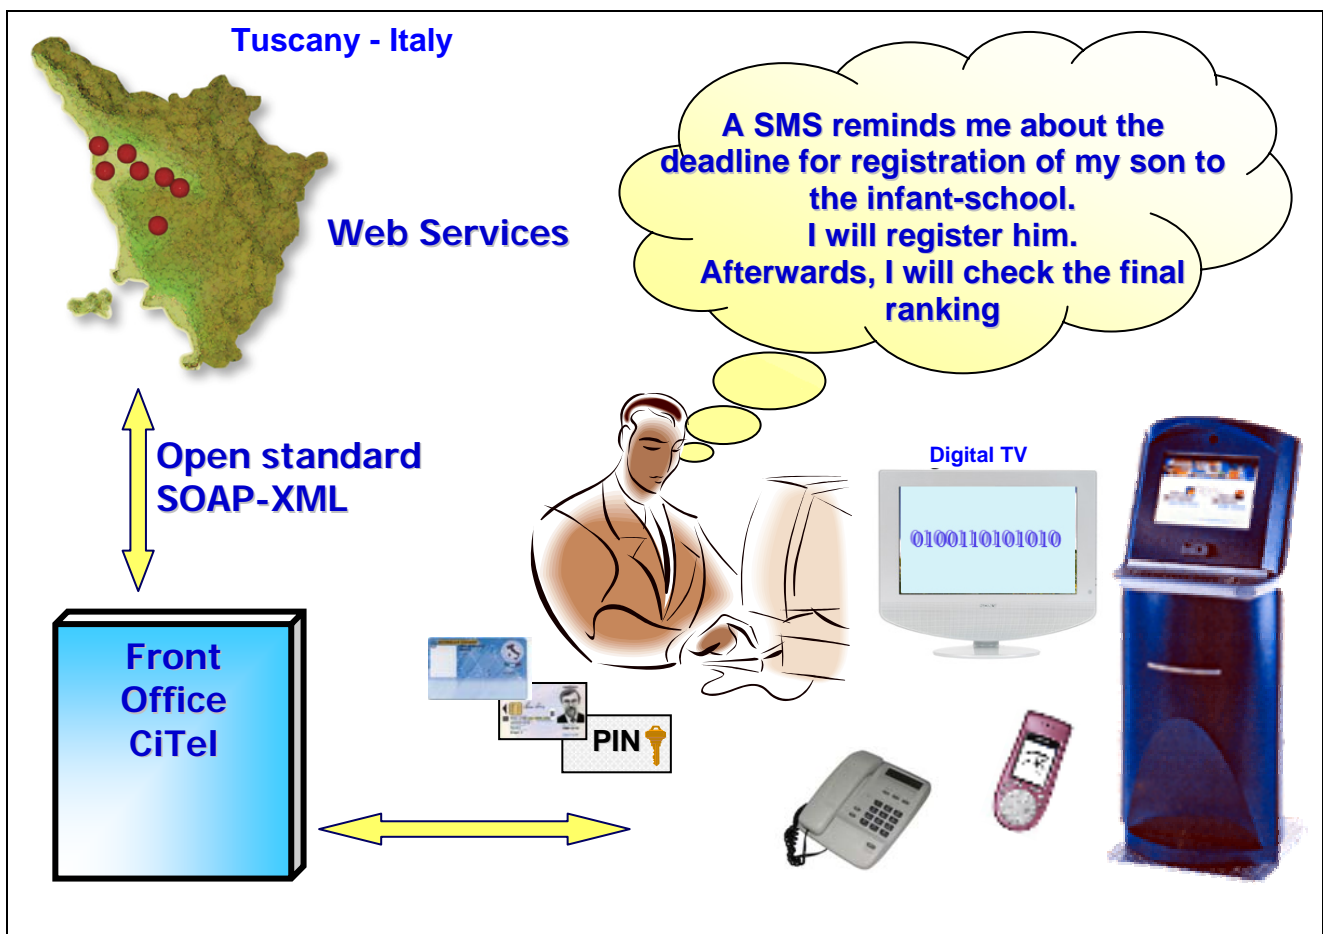 Tuscany - Italy
A SMS reminds me about the
deadline for registration of my son to
the infant-school.
I will register him.
Afterwards, I will check the final
ranking
Web Services
Open standard
SOAP-XML
Digital TV
0100110101010
Front
Office
CiTel
PIN